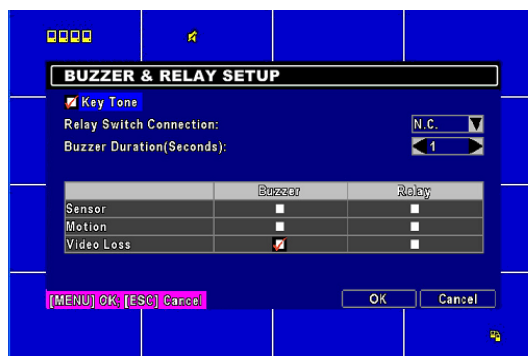 BUZZER & RELAY SETUP
Key Tone
Relay Switch Connection: N.C.
Buzzer Duration(Seconds): 1
Buzzer Relay
Sensor
Motion
Video Loss
[MENU] OK; [ESC] Cancel OK Cancel